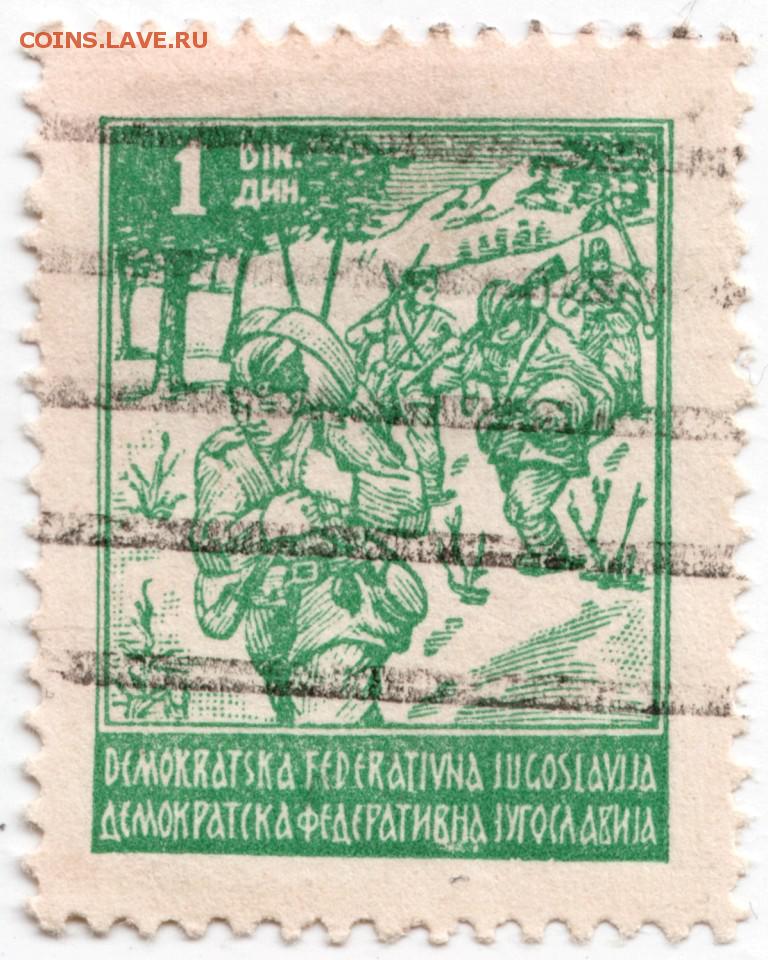 COINS.LAVE.RU
1 DIN.
ДИН.
DEMOKRATSKA FEDERATIVNA JUGOSLAVIJA
ДЕМОКРАТСКА ФЕДЕРАТИВНА ЈУГОСЛАВИЈА